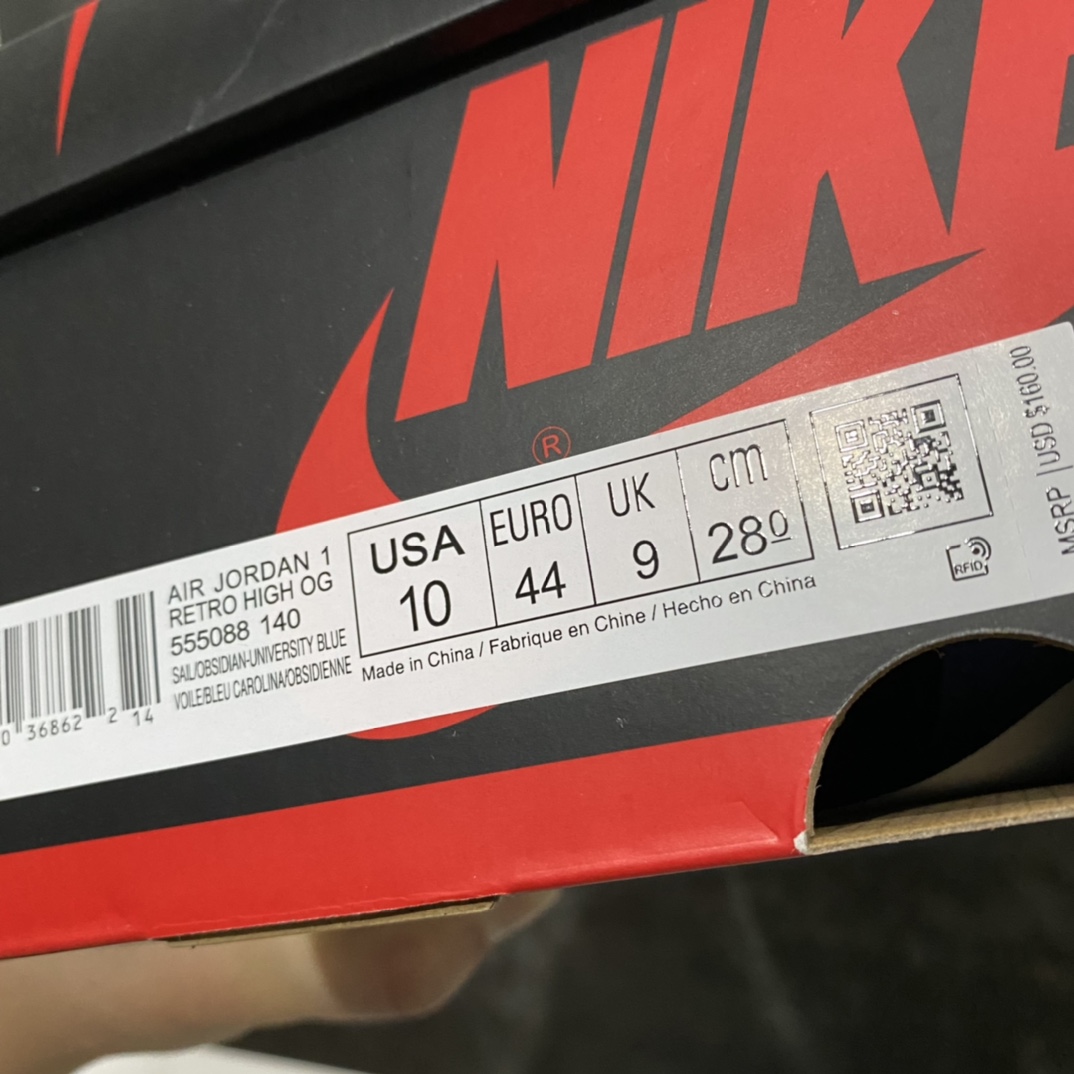 NIKE
®
AIR JORDAN 1
RETRO HIGH OG
555088 140
SAIL/OBSIDIAN-UNIVERSITY BLUE
VOILE/BLEU CAROLINA/OBSIDIENNE
0 36862 2 14
USA EURO UK cm
10 44 9 28⁰
Made in China / Fabrique en Chine / Hecho en China
RFID
MSRP | USD $160.00